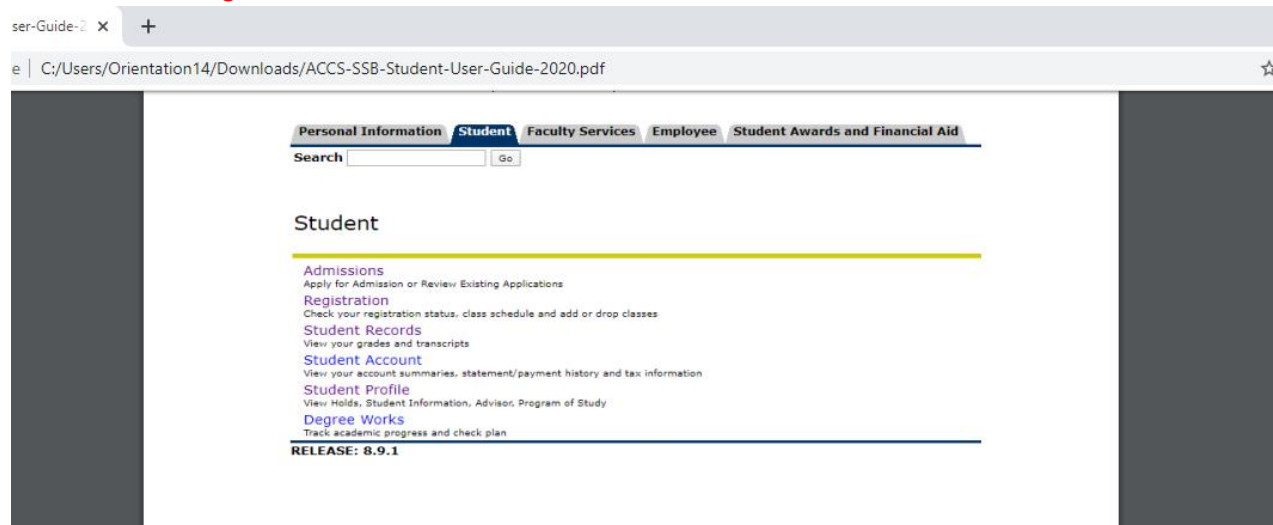 ser-Guide-2 × +
e | C:/Users/Orientation14/Downloads/ACCS-SSB-Student-User-Guide-2020.pdf
Personal Information Student Faculty Services Employee Student Awards and Financial Aid
Search Go
Student
Admissions
Apply for Admission or Review Existing Applications
Registration
Check your registration status, class schedule and add or drop classes
Student Records
View your grades and transcripts
Student Account
View your account summaries, statement/payment history and tax information
Student Profile
View Holds, Student Information, Advisor, Program of Study
Degree Works
Track academic progress and check plan
RELEASE: 8.9.1